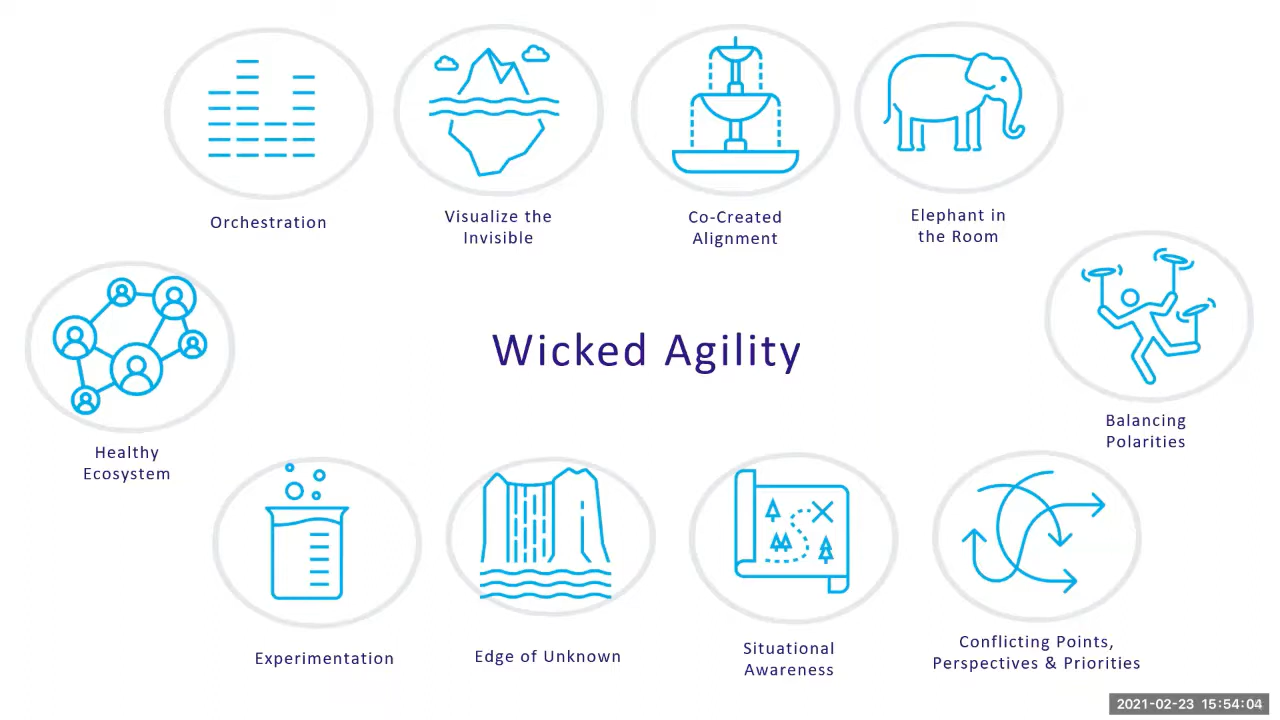 Orchestration
Visualize the
Invisible
Co-Created
Alignment
Elephant in
the Room
Wicked Agility
Healthy
Ecosystem
Balancing
Polarities
Experimentation
Edge of Unknown
Situational
Awareness
Conflicting Points,
Perspectives & Priorities
2021-02-23 15:54:04